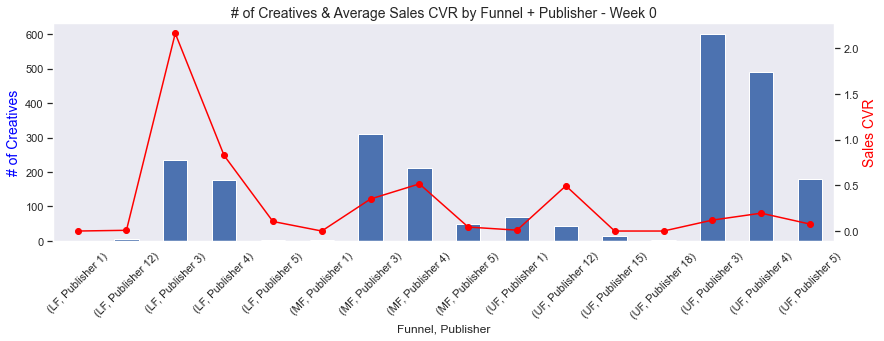 # of Creatives & Average Sales CVR by Funnel + Publisher - Week 0
# of Creatives
600
500
400
300
200
100
0
2.0
1.5
1.0
0.5
0.0
Sales CVR
(LF, Publisher 1)
(LF, Publisher 12)
(LF, Publisher 3)
(LF, Publisher 4)
(LF, Publisher 5)
(MF, Publisher 1)
(MF, Publisher 3)
(MF, Publisher 4)
(MF, Publisher 5)
(UF, Publisher 1)
(UF, Publisher 12)
(UF, Publisher 15)
(UF, Publisher 18)
(UF, Publisher 3)
(UF, Publisher 4)
(UF, Publisher 5)
Funnel, Publisher